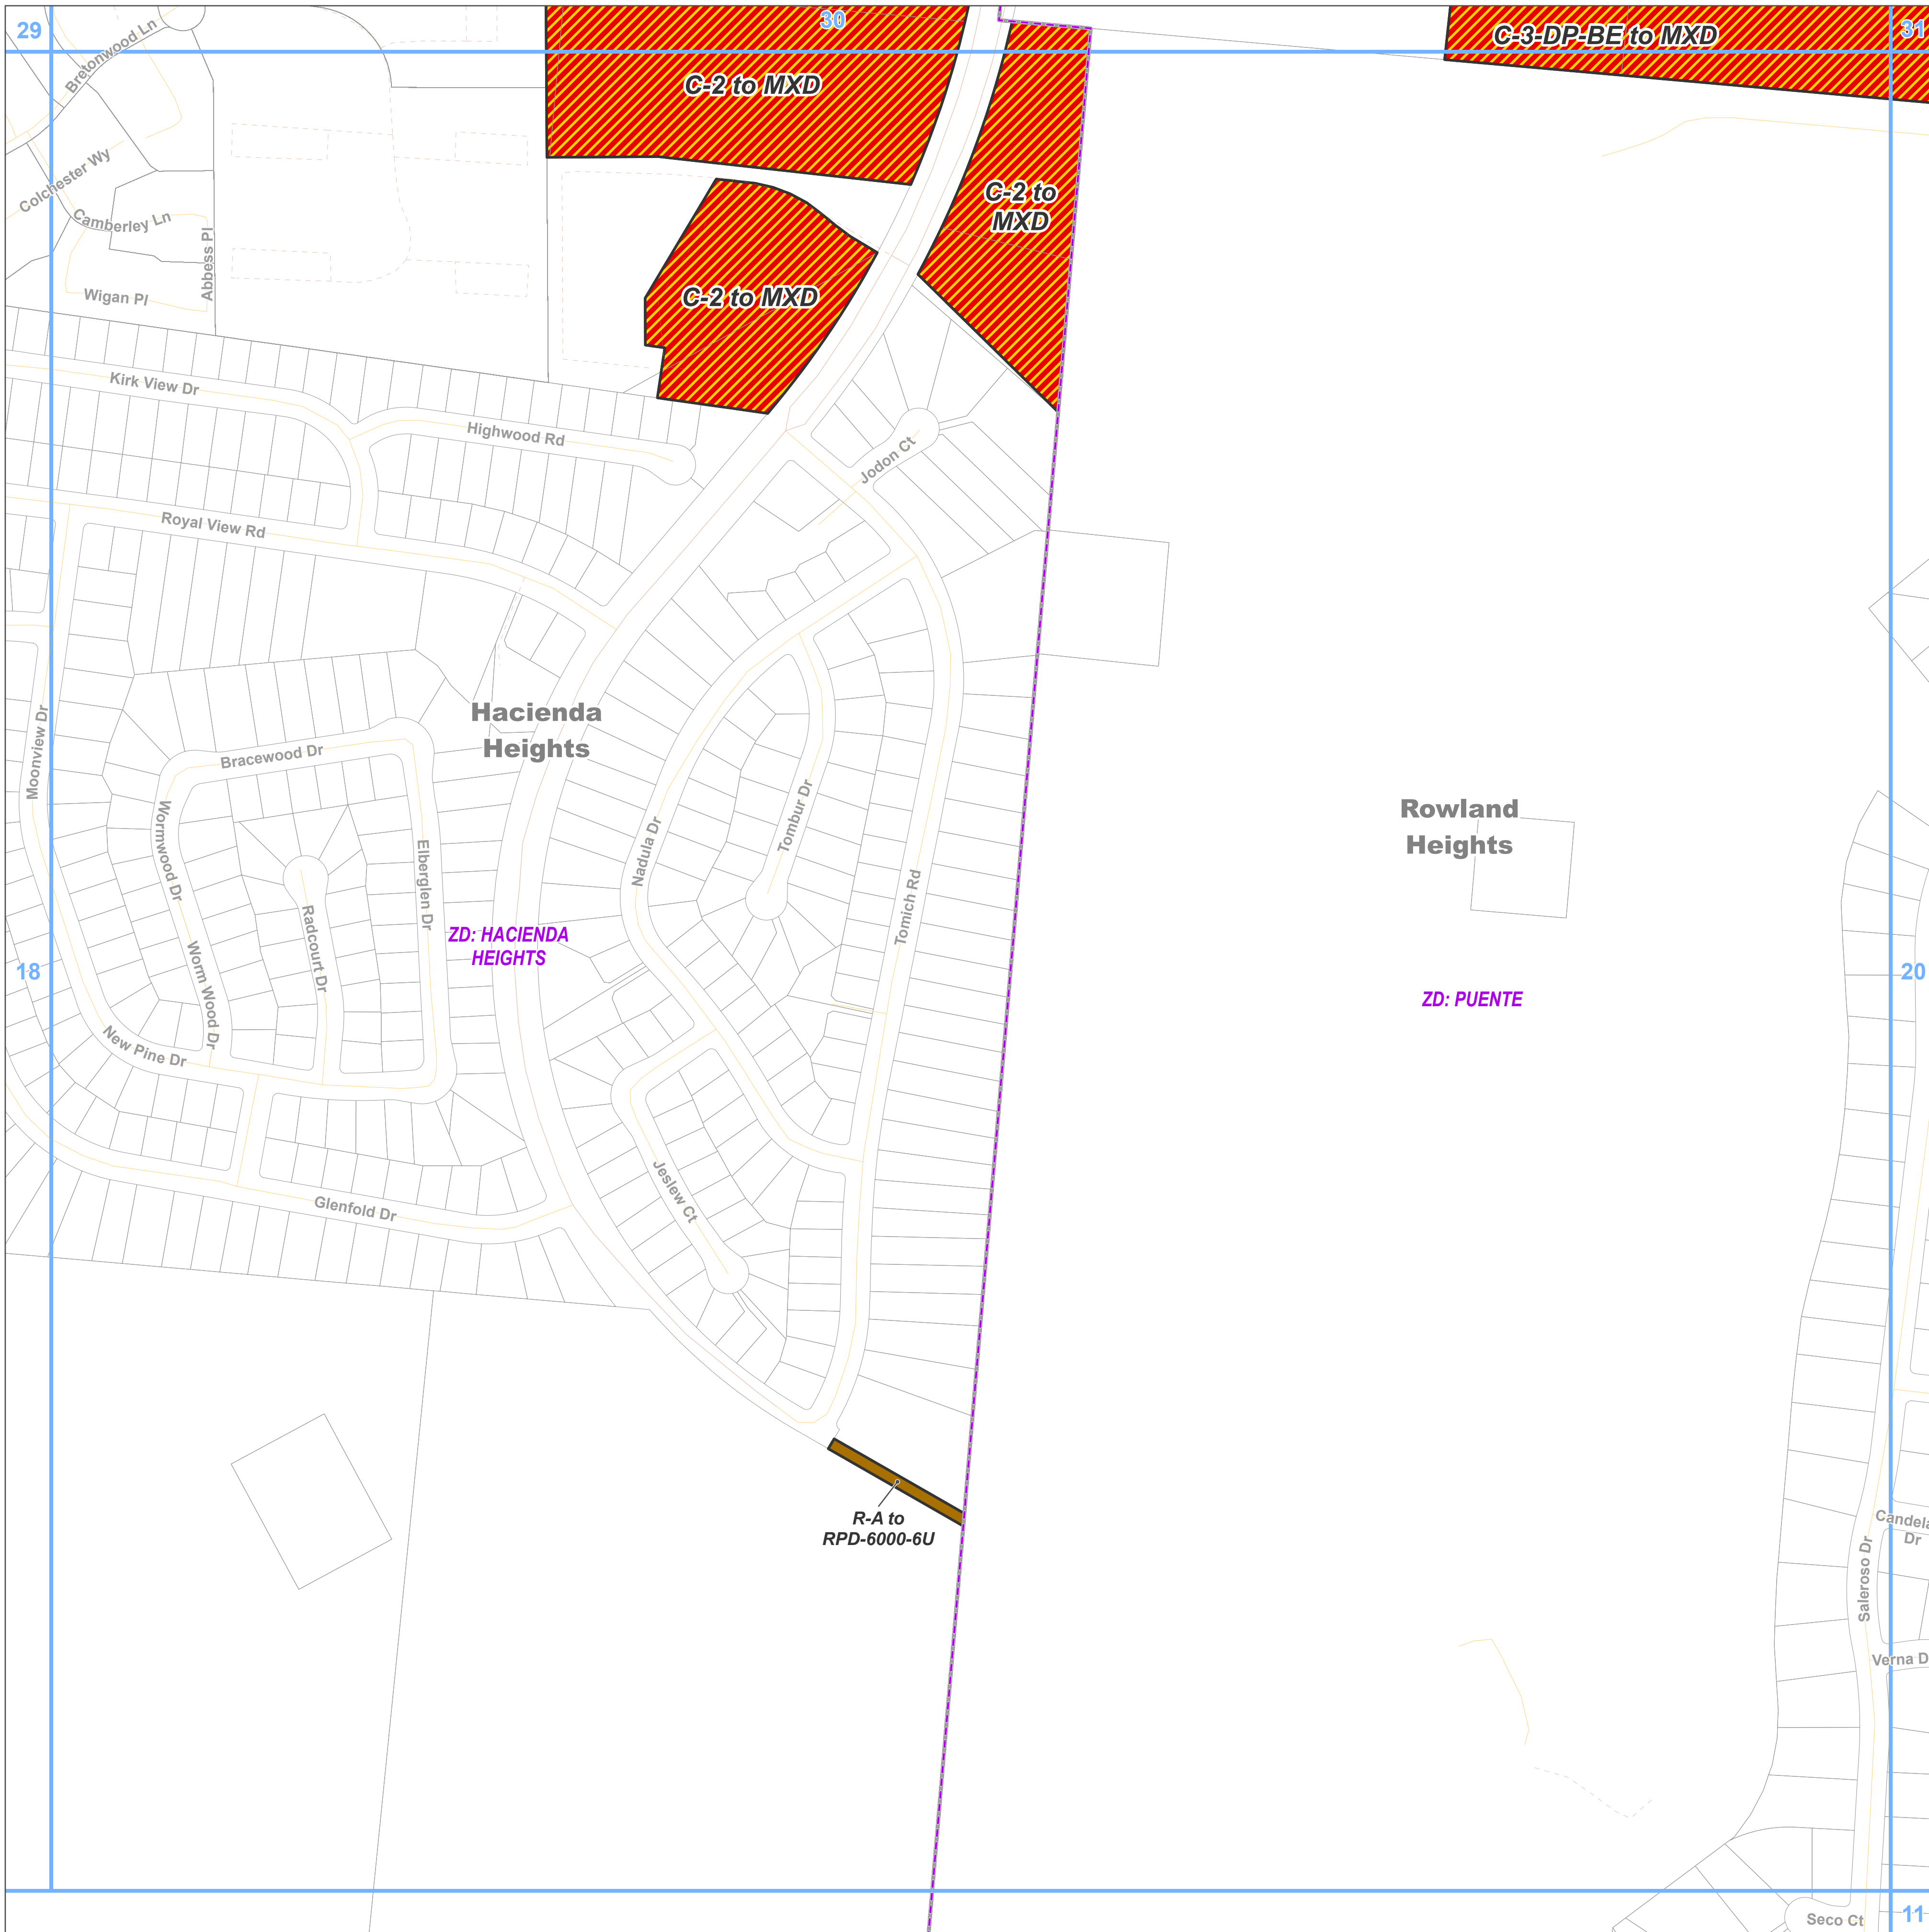 29
30
31
Bretonwood Ln
C-3-DP-BE to MXD
C-2 to MXD
Colchester Wy
Camberley Ln
C-2 to
MXD
Abbess Pl
Wigan Pl
C-2 to MXD
Kirk View Dr
Highwood Rd
Jodon Ct
Royal View Rd
Hacienda
Heights
Moonview Dr
Bracewood Dr
Wormwood Dr
Elberglen Dr
Nadula Dr
Tombur Dr
Rowland
Heights
Radcourt Dr
Tomich Rd
ZD: HACIENDA
HEIGHTS
18
Worm Wood Dr
ZD: PUENTE
20
New Pine Dr
Jeslew Ct
Glenfold Dr
R-A to
RPD-6000-6U
Candela
Dr
Saleroso Dr
Verna D
Seco Ct
11